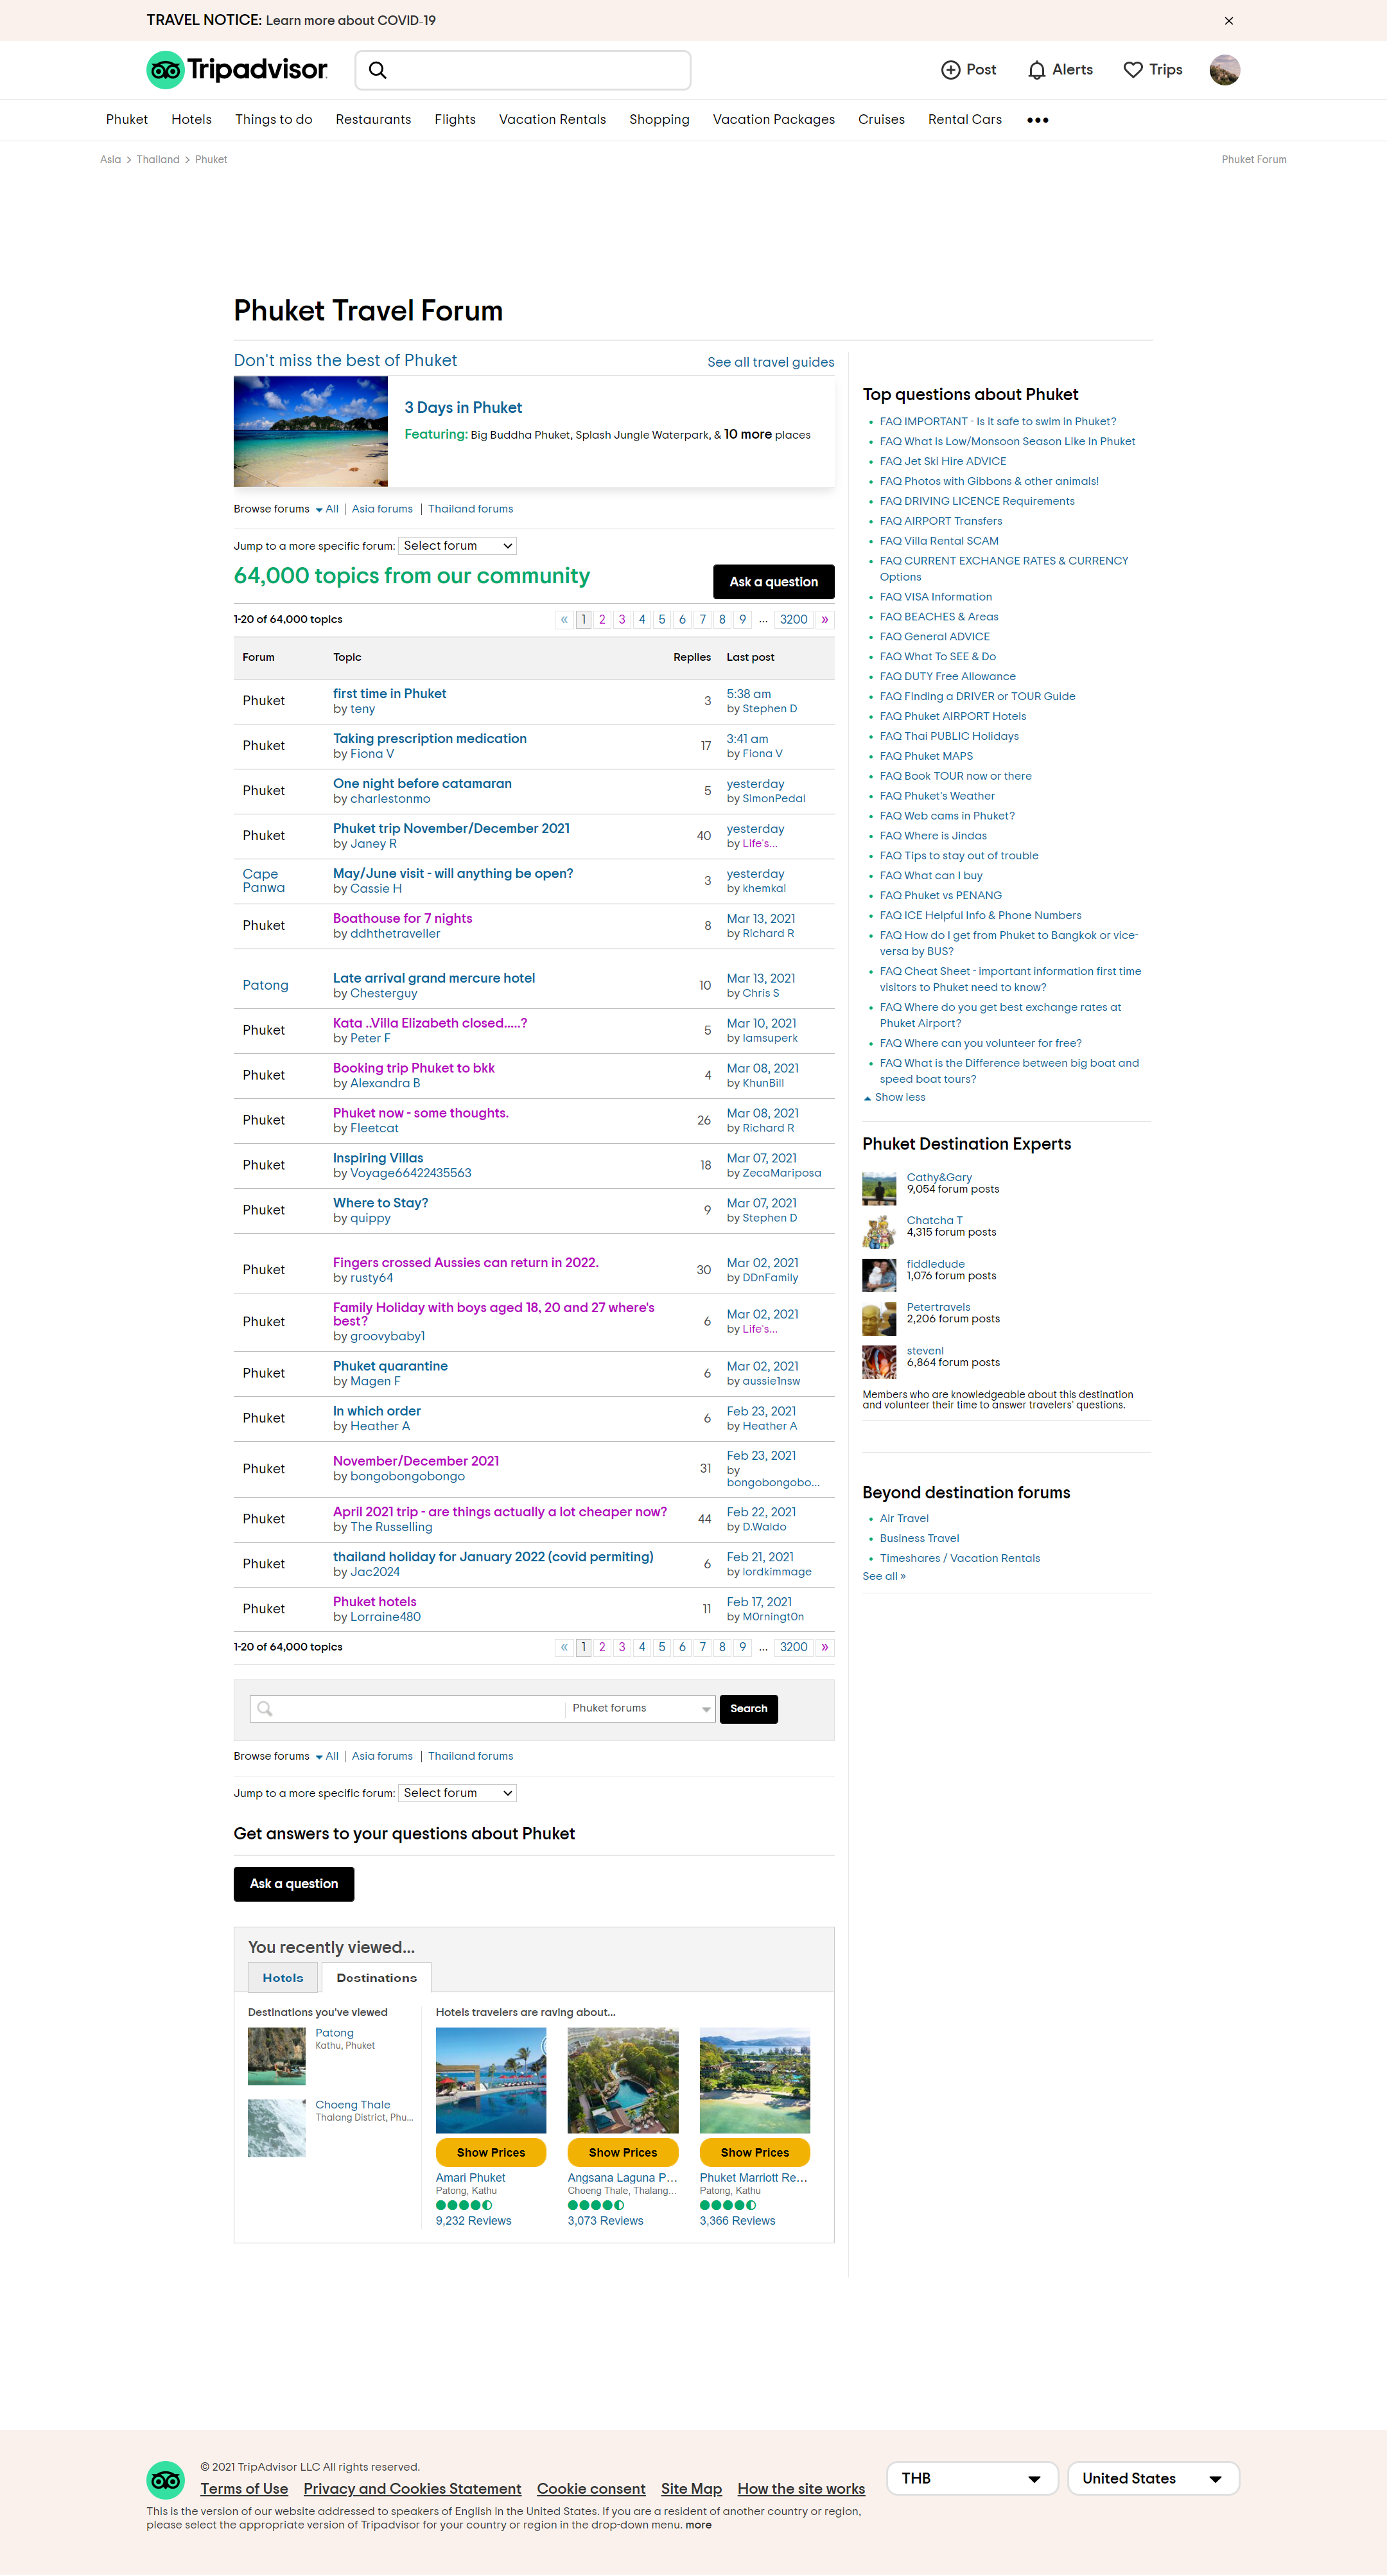 TRAVEL NOTICE: Learn more about COVID-19
Tripadvisor
Post
Alerts
Trips
Phuket
Hotels
Things to do
Restaurants
Flights
Vacation Rentals
Shopping
Vacation Packages
Cruises
Rental Cars
Asia > Thailand > Phuket
Phuket Forum
Phuket Travel Forum
Don't miss the best of Phuket
See all travel guides
3 Days in Phuket
Featuring: Big Buddha Phuket, Splash Jungle Waterpark, & 10 more places
Browse forums All | Asia forums | Thailand forums
Jump to a more specific forum: Select forum
64,000 topics from our community
Ask a question
1-20 of 64,000 topics
« 1 2 3 4 5 6 7 8 9 ... 3200 »
Forum Topic Replies Last post
Phuket
first time in Phuket
by teny
3
5:38 am
by Stephen D
Phuket
Taking prescription medication
by Fiona V
17
3:41 am
by Fiona V
Phuket
One night before catamaran
by charlestonmo
5
yesterday
by SimonPedal
Phuket
Phuket trip November/December 2021
by Janey R
40
yesterday
by Life's...
Cape
Panwa
May/June visit - will anything be open?
by Cassie H
3
yesterday
by khemkai
Phuket
Boathouse for 7 nights
by ddhthetraveller
8
Mar 13, 2021
by Richard R
Patong
Late arrival grand mercure hotel
by Chesterguy
10
Mar 13, 2021
by Chris S
Phuket
Kata ..Villa Elizabeth closed.....?
by Peter F
5
Mar 10, 2021
by Iamsuperk
Phuket
Booking trip Phuket to bkk
by Alexandra B
4
Mar 08, 2021
by KhunBill
Phuket
Phuket now - some thoughts.
by Fleetcat
26
Mar 08, 2021
by Richard R
Phuket
Inspiring Villas
by Voyage66422435563
18
Mar 07, 2021
by ZecaMariposa
Phuket
Where to Stay?
by quippy
9
Mar 07, 2021
by Stephen D
Phuket
Fingers crossed Aussies can return in 2022.
by rusty64
30
Mar 02, 2021
by DDnFamily
Phuket
Family Holiday with boys aged 18, 20 and 27 where's
best?
by groovybaby1
6
Mar 02, 2021
by Life's...
Phuket
Phuket quarantine
by Magen F
6
Mar 02, 2021
by aussie1nsw
Phuket
In which order
by Heather A
6
Feb 23, 2021
by Heather A
Phuket
November/December 2021
by bongobongobongo
31
Feb 23, 2021
by
bongobongobo...
Phuket
April 2021 trip - are things actually a lot cheaper now?
by The Russelling
44
Feb 22, 2021
by D.Waldo
Phuket
thailand holiday for January 2022 (covid permiting)
by Jac2024
6
Feb 21, 2021
by lordkimmage
Phuket
Phuket hotels
by Lorraine480
11
Feb 17, 2021
by M0rningt0n
1-20 of 64,000 topics
« 1 2 3 4 5 6 7 8 9 ... 3200 »
Phuket forums
Search
Browse forums All | Asia forums | Thailand forums
Jump to a more specific forum: Select forum
Get answers to your questions about Phuket
Ask a question
You recently viewed...
Hotels
Destinations
Destinations you've viewed
Patong
Kathu, Phuket
Choeng Thale
Thalang District, Phu...
Hotels travelers are raving about...
Show Prices
Amari Phuket
Patong, Kathu
9,232 Reviews
Show Prices
Angsana Laguna P...
Choeng Thale, Thalang...
3,073 Reviews
Show Prices
Phuket Marriott Re...
Patong, Kathu
3,366 Reviews
Top questions about Phuket
FAQ IMPORTANT - Is it safe to swim in Phuket?
FAQ What is Low/Monsoon Season Like In Phuket
FAQ Jet Ski Hire ADVICE
FAQ Photos with Gibbons & other animals!
FAQ DRIVING LICENCE Requirements
FAQ AIRPORT Transfers
FAQ Villa Rental SCAM
FAQ CURRENT EXCHANGE RATES & CURRENCY
Options
FAQ VISA Information
FAQ BEACHES & Areas
FAQ General ADVICE
FAQ What To SEE & Do
FAQ DUTY Free Allowance
FAQ Finding a DRIVER or TOUR Guide
FAQ Phuket AIRPORT Hotels
FAQ Thai PUBLIC Holidays
FAQ Phuket MAPS
FAQ Book TOUR now or there
FAQ Phuket's Weather
FAQ Web cams in Phuket?
FAQ Where is Jindas
FAQ Tips to stay out of trouble
FAQ What can I buy
FAQ Phuket vs PENANG
FAQ ICE Helpful Info & Phone Numbers
FAQ How do I get from Phuket to Bangkok or vice-
versa by BUS?
FAQ Cheat Sheet - important information first time
visitors to Phuket need to know?
FAQ Where do you get best exchange rates at
Phuket Airport?
FAQ Where can you volunteer for free?
FAQ What is the Difference between big boat and
speed boat tours?
Show less
Phuket Destination Experts
Cathy&Gary
9,054 forum posts
Chatcha T
4,315 forum posts
fiddledude
1,076 forum posts
Petertravels
2,206 forum posts
stevenl
6,864 forum posts
Members who are knowledgeable about this destination
and volunteer their time to answer travelers' questions.
Beyond destination forums
Air Travel
Business Travel
Timeshares / Vacation Rentals
See all »
© 2021 TripAdvisor LLC All rights reserved.
Terms of Use
Privacy and Cookies Statement
Cookie consent
Site Map
How the site works
THB
United States
This is the version of our website addressed to speakers of English in the United States. If you are a resident of another country or region,
please select the appropriate version of Tripadvisor for your country or region in the drop-down menu. more